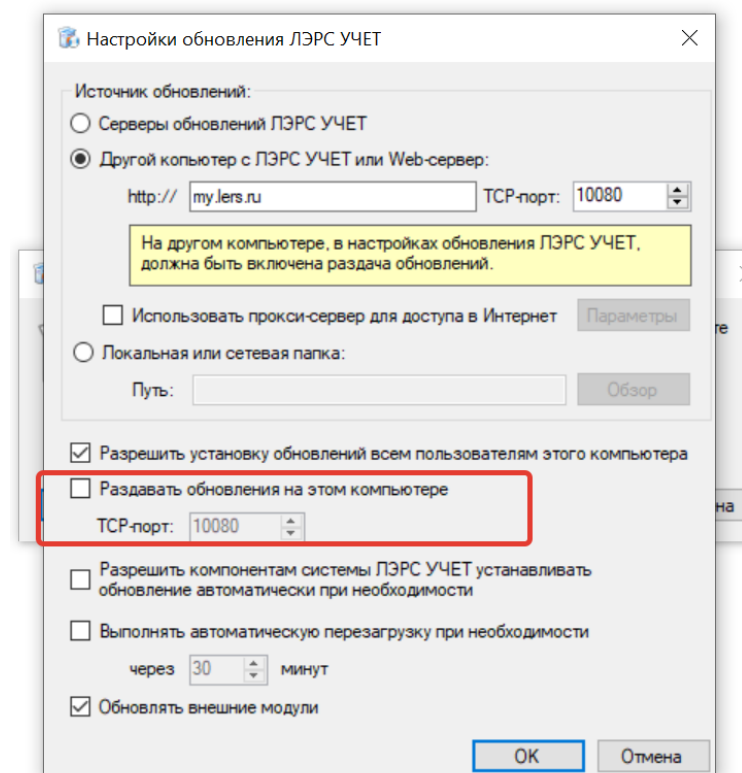 Настройки обновления ЛЭРС УЧЕТ
Источник обновлений:
Серверы обновлений ЛЭРС УЧЕТ
Другой копьютер с ЛЭРС УЧЕТ или Web-сервер:
http:// my.lers.ru TCP-порт: 10080
На другом компьютере, в настройках обновления ЛЭРС УЧЕТ,
должна быть включена раздача обновлений.
Использовать прокси-сервер для доступа в Интернет Параметры
Локальная или сетевая папка:
Путь: Обзор
Разрешить установку обновлений всем пользователям этого компьютера
Раздавать обновления на этом компьютере
TCP-порт: 10080
Разрешить компонентам системы ЛЭРС УЧЕТ устанавливать
обновление автоматически при необходимости
Выполнять автоматическую перезагрузку при необходимости
через 30 минут
Обновлять внешние модули
OK Отмена